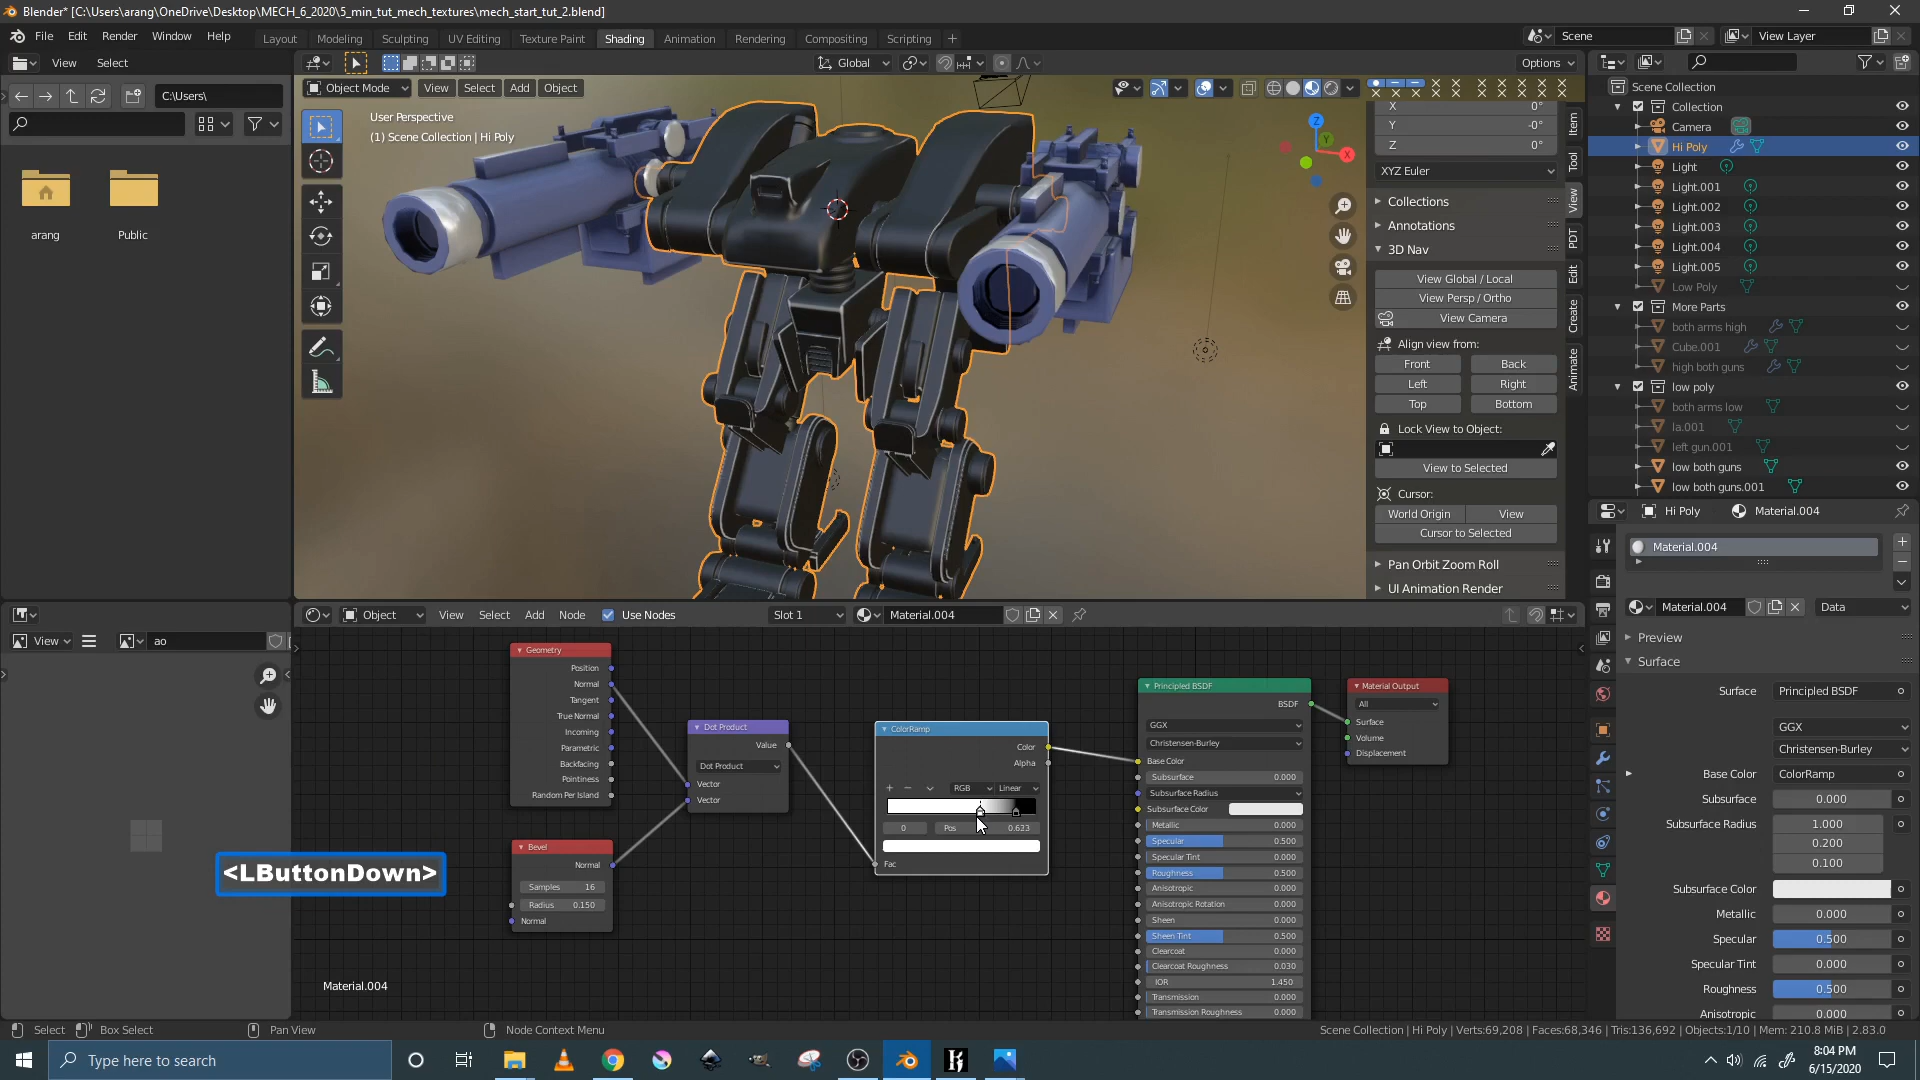 Blender* [C:\Users\arang\OneDrive\Desktop\MECH_6_2020\5_min_tut_mech_textures\mech_start_tut_2.blend]
File Edit Render Window Help
Layout Modeling Sculpting UV Editing Texture Paint Shading Animation Rendering Compositing Scripting +
Scene View Layer
View Select
Global Options
C:\Users\
Object Mode View Select Add Object
User Perspective
(1) Scene Collection | Hi Poly
arang Public
X 0°
Y -0°
Z 0°
XYZ Euler
Collections
Annotations
3D Nav
View Global / Local
View Persp / Ortho
View Camera
Align view from:
Front Back
Left Right
Top Bottom
Lock View to Object:
View to Selected
Cursor:
World Origin View
Cursor to Selected
Pan Orbit Zoom Roll
UI Animation Render
Item
Tool
View
PDT
Edit
Create
Animate
Z
Y
X
Scene Collection
Collection
Camera
Hi Poly
Light
Light.001
Light.002
Light.003
Light.004
Light.005
Low Poly
More Parts
both arms high
Cube.001
high both guns
low poly
both arms low
la.001
left gun.001
low both guns
low both guns.001
Hi Poly Material.004
Material.004
Material.004 Data
Preview
Surface
Surface Principled BSDF
GGX
Christensen-Burley
Base Color ColorRamp
Subsurface 0.000
Subsurface Radius 1.000
0.200
0.100
Subsurface Color
Metallic 0.000
Specular 0.500
Specular Tint 0.000
Roughness 0.500
Anisotropic 0.000
View ao
Object View Select Add Node Use Nodes Slot 1 Material.004
Geometry
Position
Normal
Tangent
True Normal
Incoming
Parametric
Backfacing
Pointiness
Random Per Island
Bevel
Normal
Samples 16
Radius 0.150
Normal
Dot Product
Value
Dot Product
Vector
Vector
ColorRamp
Color
Alpha
+ − RGB Linear
0 Pos 0.623
Fac
Principled BSDF
BSDF
GGX
Christensen-Burley
Base Color
Subsurface 0.000
Subsurface Radius
Subsurface Color
Metallic 0.000
Specular 0.500
Specular Tint 0.000
Roughness 0.500
Anisotropic 0.000
Anisotropic Rotation 0.000
Sheen 0.000
Sheen Tint 0.500
Clearcoat 0.000
Clearcoat Roughness 0.030
IOR 1.450
Transmission 0.000
Transmission Roughness 0.000
Material Output
All
Surface
Volume
Displacement
<LButtonDown>
Material.004
Select Box Select Pan View Node Context Menu
Scene Collection | Hi Poly | Verts:69,208 | Faces:68,346 | Tris:136,692 | Objects:1/10 | Mem: 210.8 MiB | 2.83.0
Type here to search
8:04 PM
6/15/2020